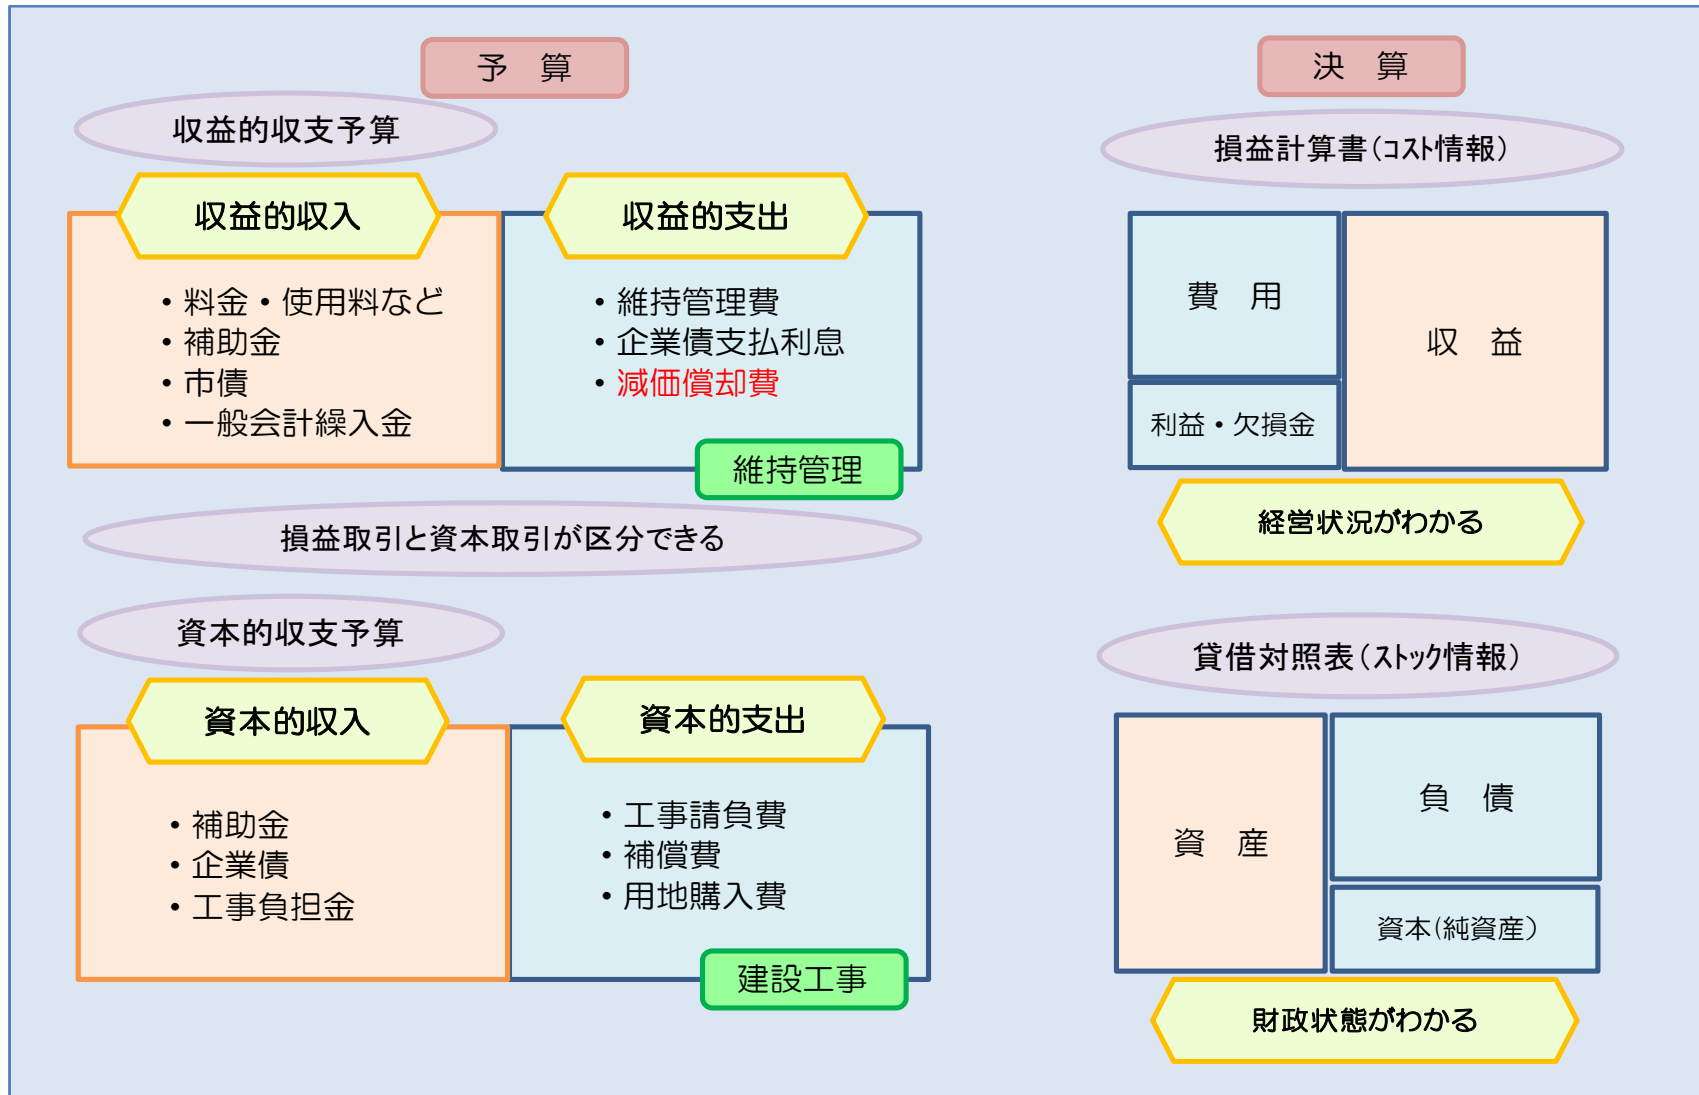 予　算
収益的収支予算
収益的収入
・料金・使用料など
・補助金
・市債
・一般会計繰入金
収益的支出
・維持管理費
・企業債支払利息
・減価償却費
維持管理
損益取引と資本取引が区分できる
資本的収支予算
資本的収入
・補助金
・企業債
・工事負担金
資本的支出
・工事請負費
・補償費
・用地購入費
建設工事
決　算
損益計算書（コスト情報）
費　用
利益・欠損金
収　益
経営状況がわかる
貸借対照表（ストック情報）
資　産
負　債
資本(純資産）
財政状態がわかる